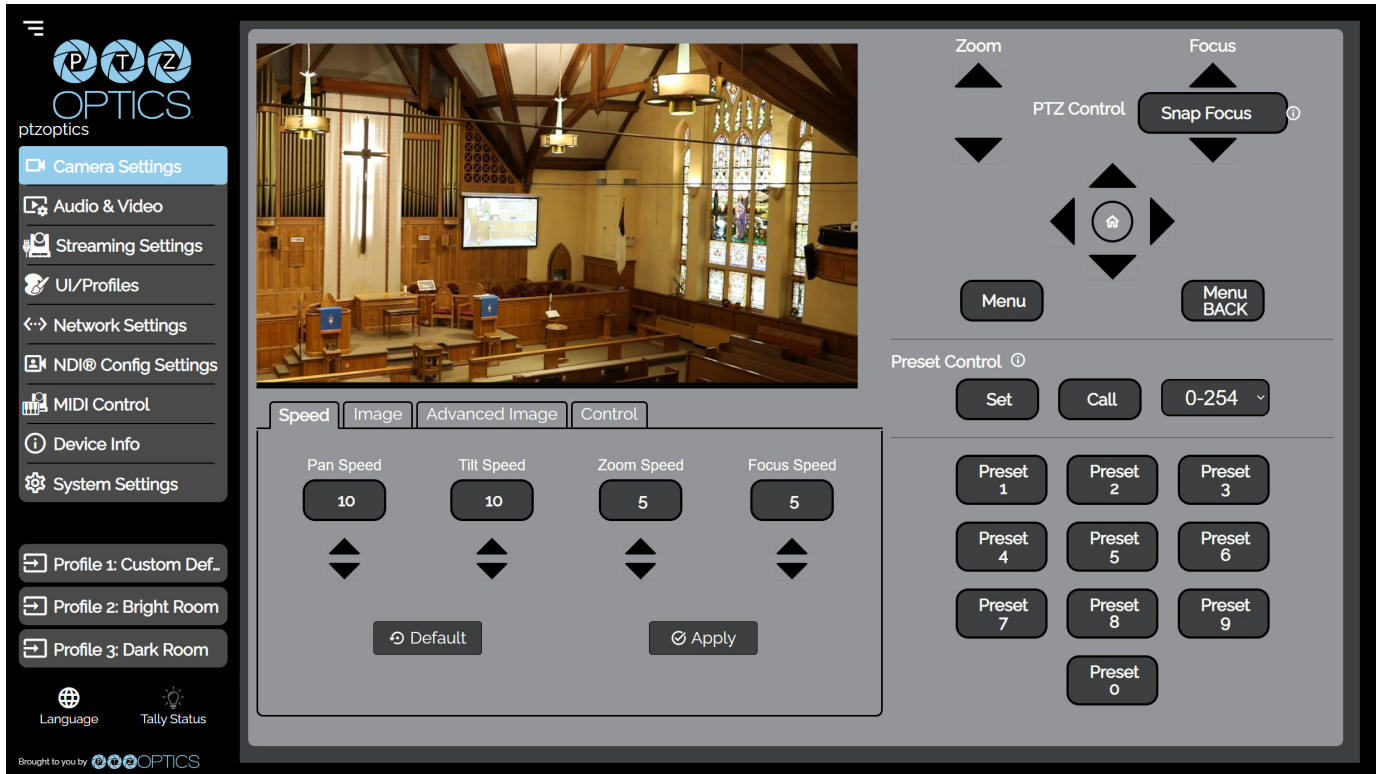 P T Z
OPTICS
ptzoptics
Camera Settings
Audio & Video
Streaming Settings
UI/Profiles
Network Settings
NDI® Config Settings
MIDI Control
Device Info
System Settings
Profile 1: Custom Def...
Profile 2: Bright Room
Profile 3: Dark Room
Language
Tally Status
Brought to you by PTZOPTICS
Speed
Image
Advanced Image
Control
Pan Speed
Tilt Speed
Zoom Speed
Focus Speed
10
10
5
5
Default
Apply
Zoom
Focus
PTZ Control
Snap Focus
Menu
Menu
BACK
Preset Control
Set
Call
0-254
Preset
1
Preset
2
Preset
3
Preset
4
Preset
5
Preset
6
Preset
7
Preset
8
Preset
9
Preset
0